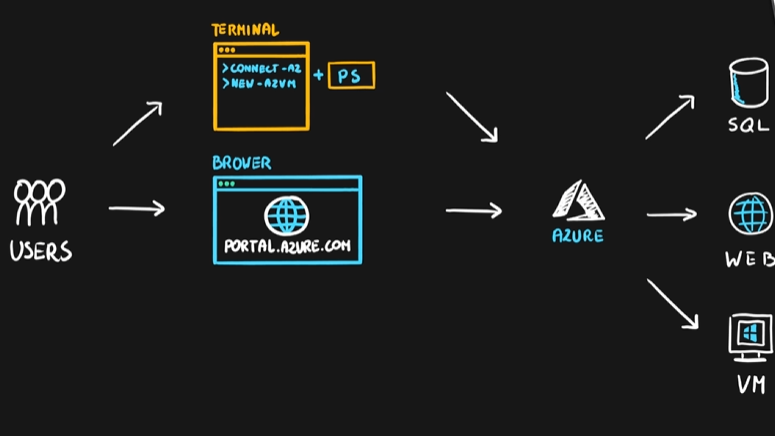 TERMINAL
>CONNECT-AZ
>NEW-AZVM
+ PS
BROWER
PORTAL.AZURE.COM
USERS
AZURE
SQL
WEB
VM